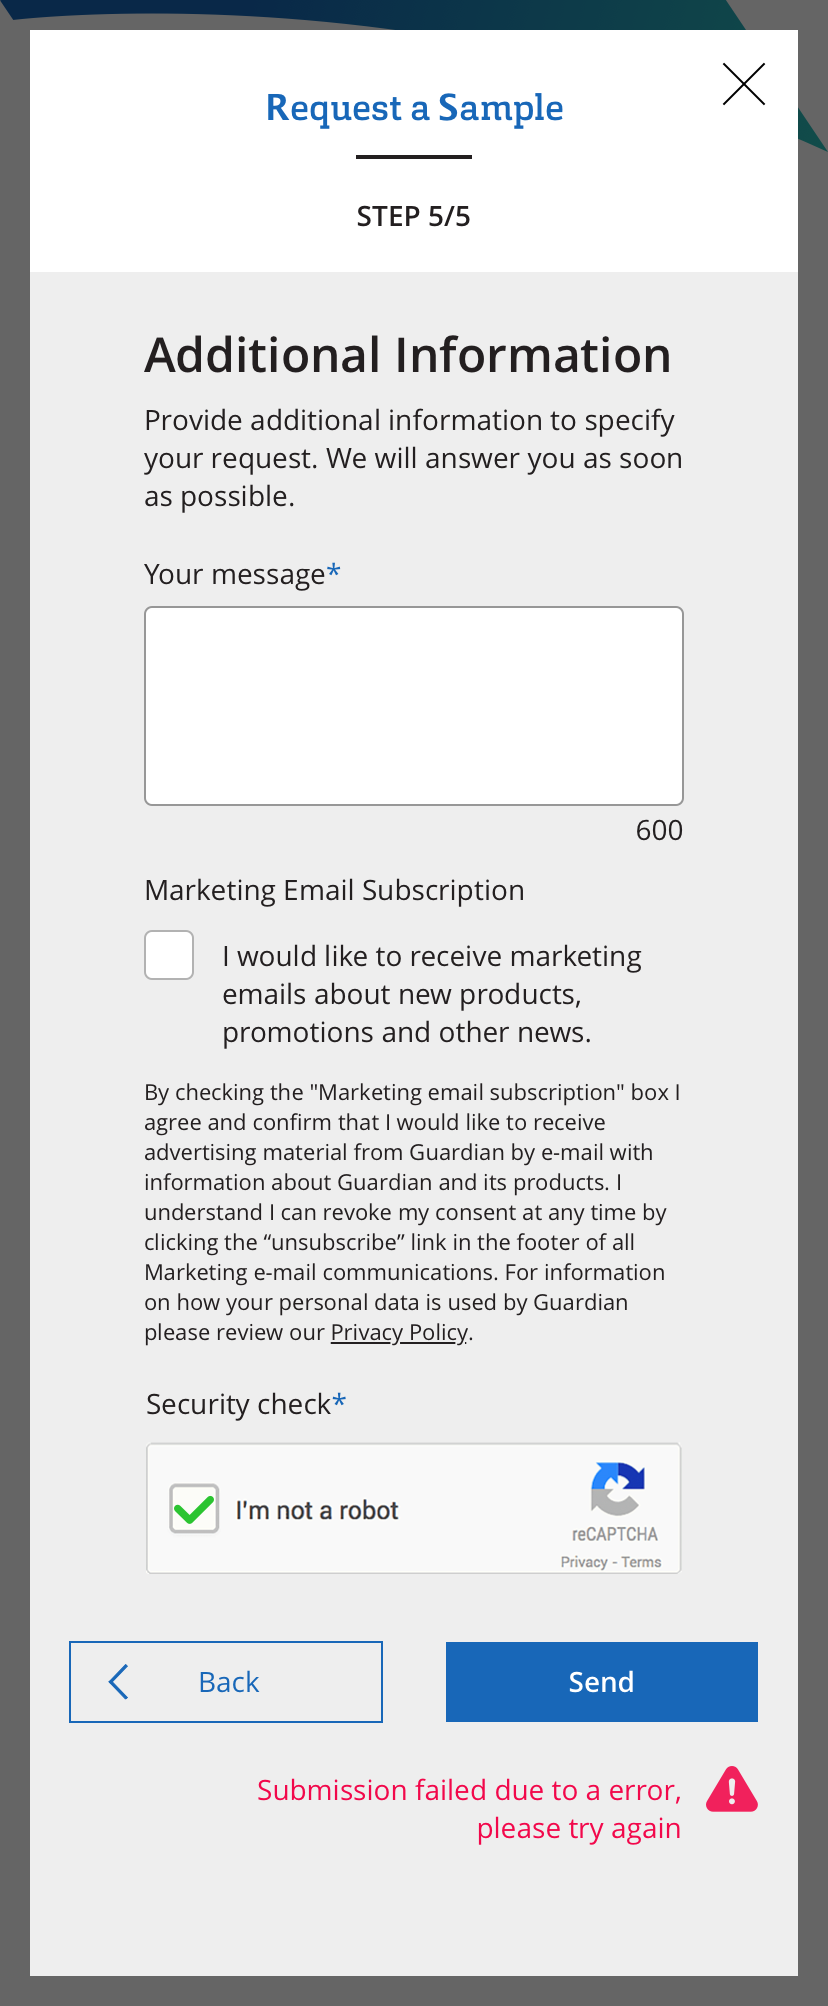 Request a Sample
STEP 5/5
Additional Information
Provide additional information to specify
your request. We will answer you as soon
as possible.
Your message*
600
Marketing Email Subscription
I would like to receive marketing
emails about new products,
promotions and other news.
By checking the "Marketing email subscription" box I
agree and confirm that I would like to receive
advertising material from Guardian by e-mail with
information about Guardian and its products. I
understand I can revoke my consent at any time by
clicking the “unsubscribe” link in the footer of all
Marketing e-mail communications. For information
on how your personal data is used by Guardian
please review our Privacy Policy.
Security check*
I'm not a robot
reCAPTCHA
Privacy - Terms
Back
Send
Submission failed due to a error,
please try again